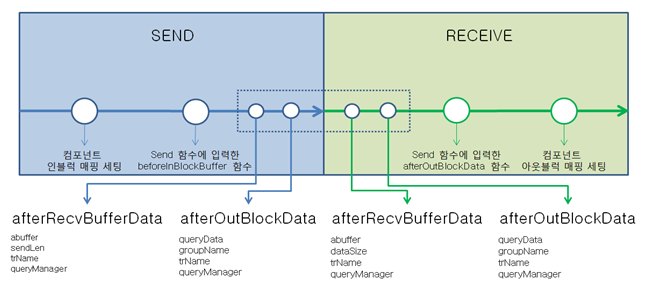 SEND
RECEIVE
컴포넌트
인블럭 매핑 세팅
Send 함수에 입력한
beforeInBlockBuffer 함수
Send 함수에 입력한
afterOutBlockData 함수
컴포넌트
아웃블럭 매핑 세팅
afterRecvBufferData
abuffer
sendLen
trName
queryManager
afterOutBlockData
queryData
groupName
trName
queryManager
afterRecvBufferData
abuffer
dataSize
trName
queryManager
afterOutBlockData
queryData
groupName
trName
queryManager